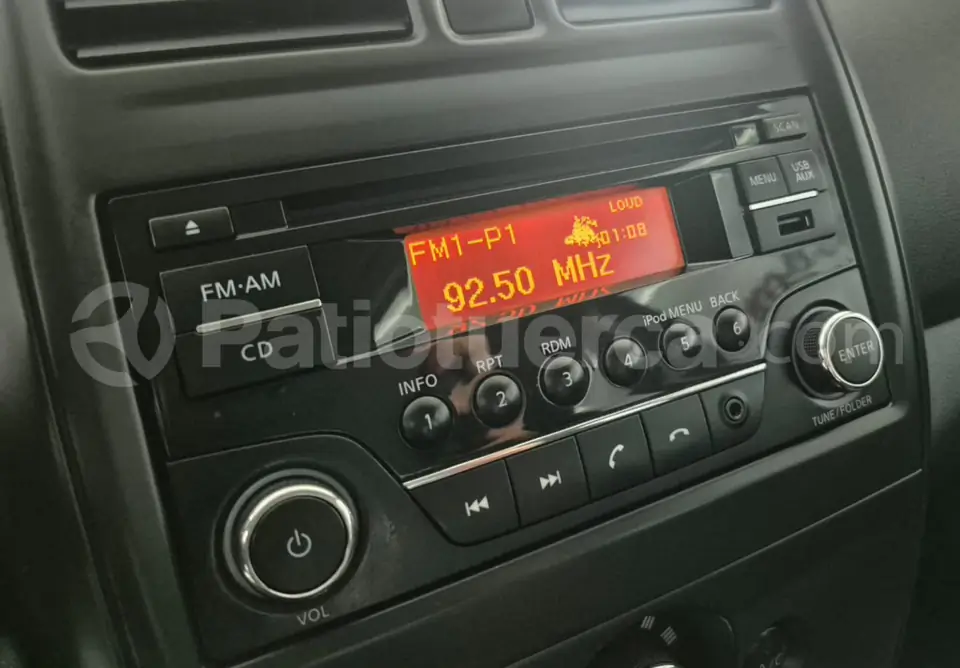 SCAN
MENU
USB
AUX
LOUD
FM1-P1
01:08
92.50 MHz
FM·AM
CD
Patiotuerca.com
INFO
RPT
RDM
iPod MENU
BACK
1
2
3
4
5
6
ENTER
TUNE/FOLDER
VOL